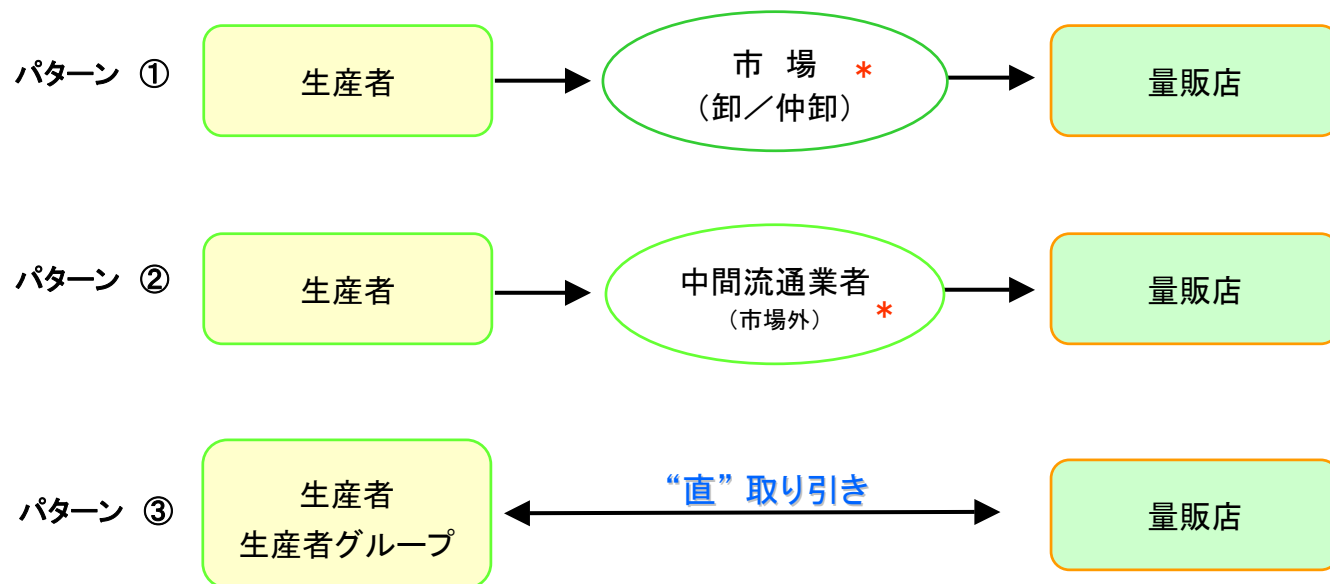 パターン ①
生産者
市 場 *
(卸/仲卸)
量販店
パターン ②
生産者
中間流通業者
(市場外) *
量販店
パターン ③
生産者
生産者グループ
“直” 取り引き
量販店